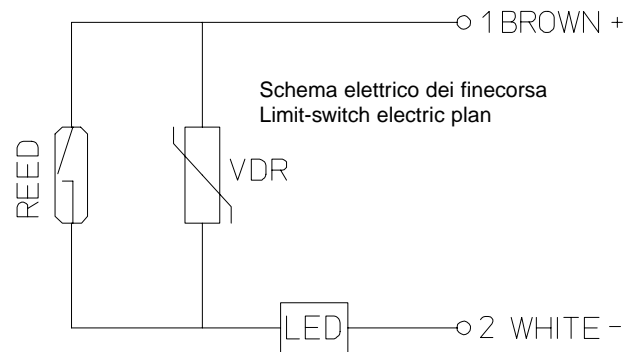 1 BROWN +
Schema elettrico dei finecorsa
Limit-switch electric plan
REED
VDR
LED
2 WHITE -